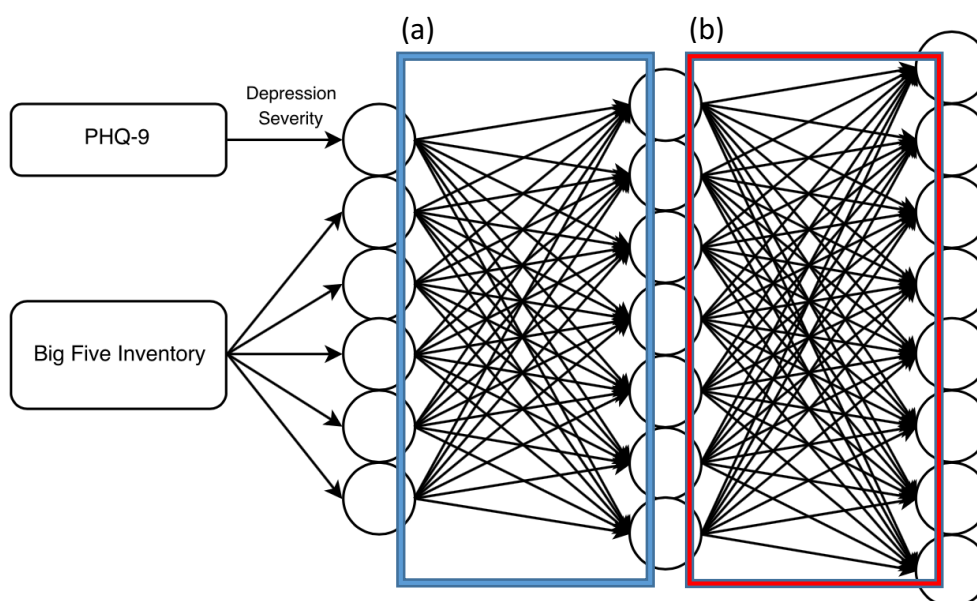 (a)
(b)
Depression
Severity
PHQ-9
Big Five Inventory